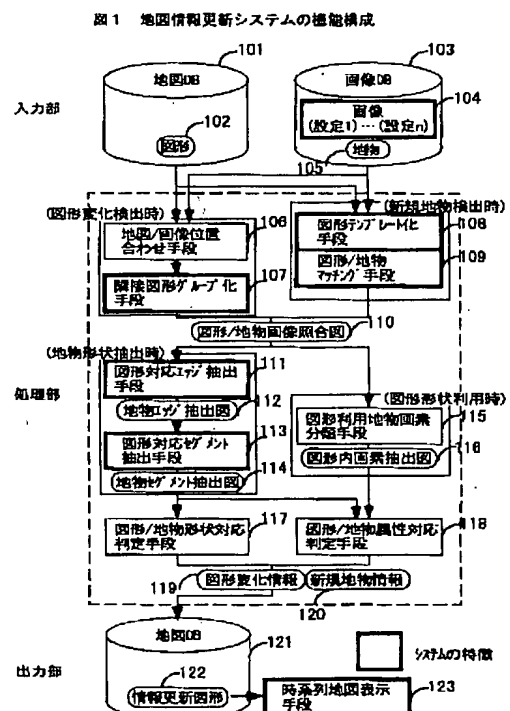 図1 地図情報更新システムの機能構成
入力部
地図DB
101
図形
102
画像DB
103
画像
(設定1)…(設定n)
104
地物
105
(図形変化検出時)
地図/画像位置
合わせ手段
106
隣接図形グループ化
手段
107
(新規地物検出時)
図形テンプレート化
手段
108
図形/地物
マッチング手段
109
図形/地物画像照合図
110
処理部
(地物形状抽出時)
図形対応エッジ抽出
手段
111
地物エッジ抽出図
112
図形対応セグメント
抽出手段
113
地物セグメント抽出図
114
(図形形状利用時)
図形利用地物画素
分類手段
115
図形内画素抽出図
116
図形/地物形状対応
判定手段
117
図形/地物属性対応
判定手段
118
119
図形変化情報
新規地物情報
120
出力部
地図DB
121
122
情報更新図形
システムの特徴
時系列地図表示
手段
123